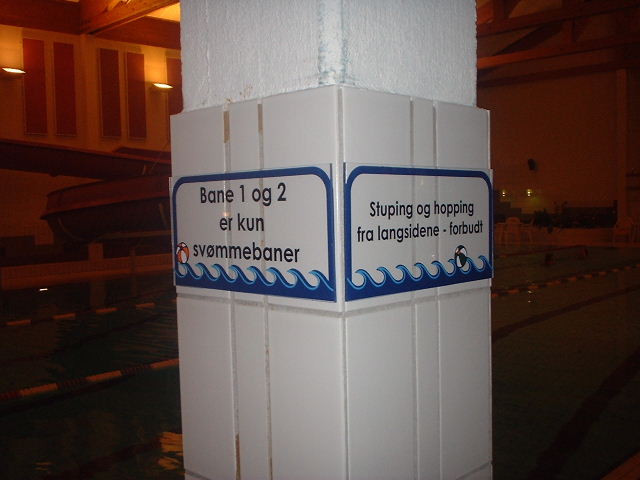 Bane 1 og 2
er kun
svømmebaner
Stuping og hopping
fra langsidene - forbudt